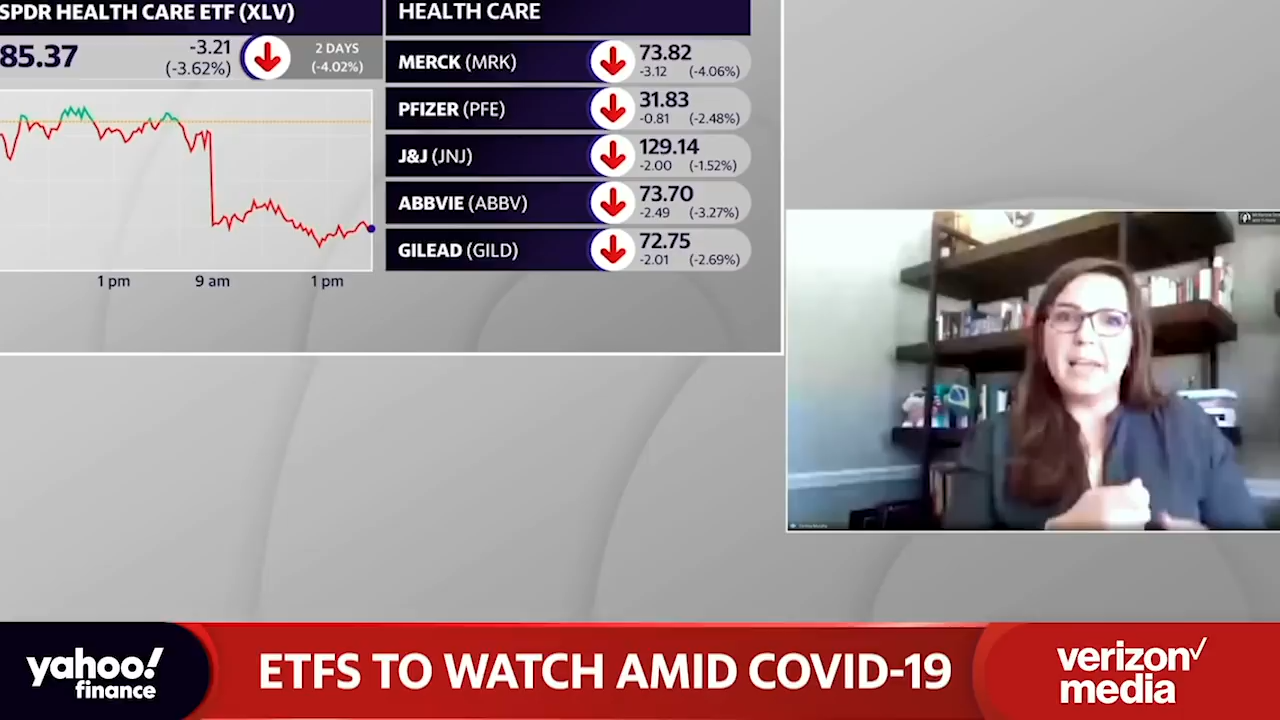 SPDR HEALTH CARE ETF (XLV)
85.37
-3.21
(-3.62%)
2 DAYS
(-4.02%)
1 pm
9 am
1 pm
HEALTH CARE
MERCK (MRK)
73.82
-3.12 (-4.06%)
PFIZER (PFE)
31.83
-0.81 (-2.48%)
J&J (JNJ)
129.14
-2.00 (-1.52%)
ABBVIE (ABBV)
73.70
-2.49 (-3.27%)
GILEAD (GILD)
72.75
-2.01 (-2.69%)
yahoo!
finance
ETFS TO WATCH AMID COVID-19
verizon
media